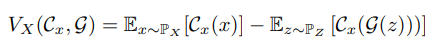 V_X(𝒞_x, 𝒢) = 𝔼_{x∼ℙ_X}[𝒞_x(x)] − 𝔼_{z∼ℙ_Z} [𝒞_x(𝒢(z)))]